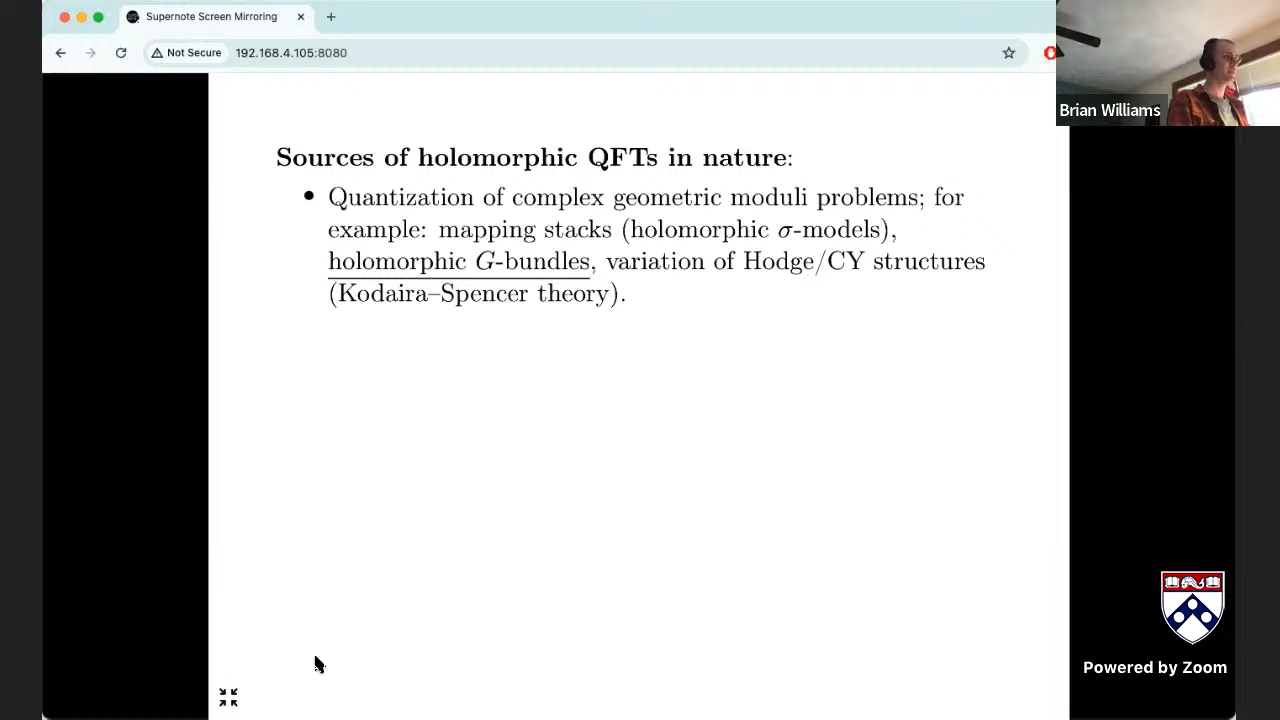 Supernote Screen Mirroring
Not Secure 192.168.4.105:8080
Brian Williams
Sources of holomorphic QFTs in nature:
• Quantization of complex geometric moduli problems; for
example: mapping stacks (holomorphic σ-models),
holomorphic G-bundles, variation of Hodge/CY structures
(Kodaira–Spencer theory).
Powered by Zoom